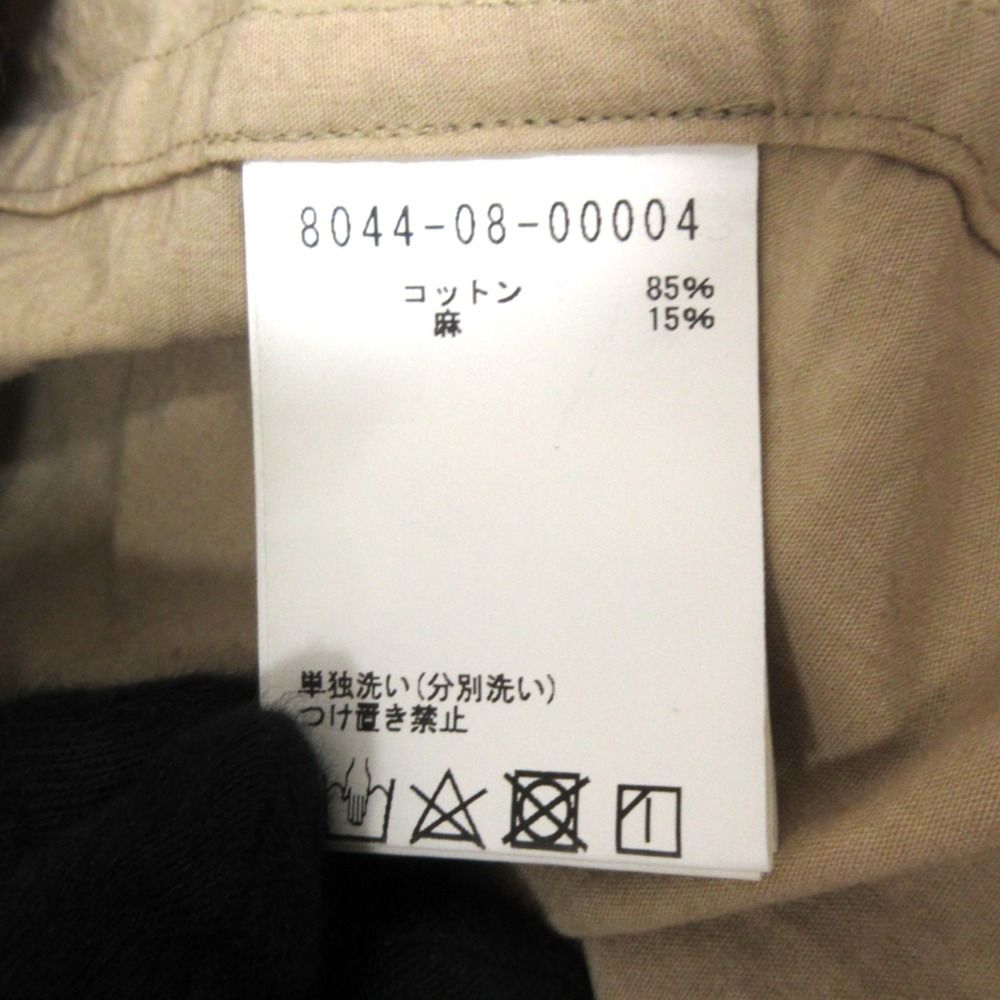 8044-08-00004
コットン 85%
麻 15%
単独洗い(分別洗い)
つけ置き禁止